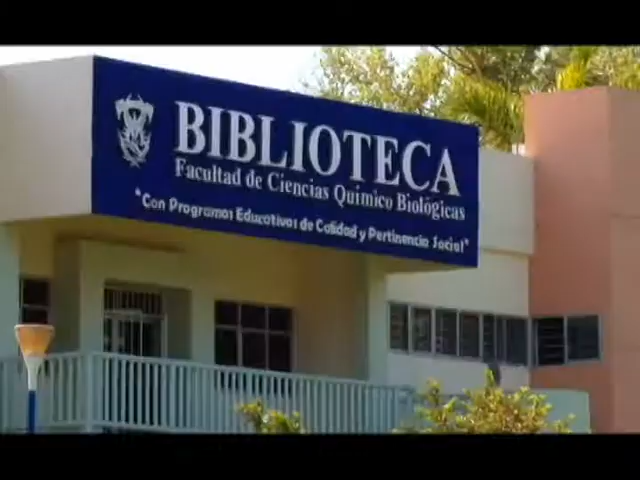 BIBLIOTECA
Facultad de Ciencias Químico Biológicas
"Con Programas Educativos de Calidad y Pertinencia Social"